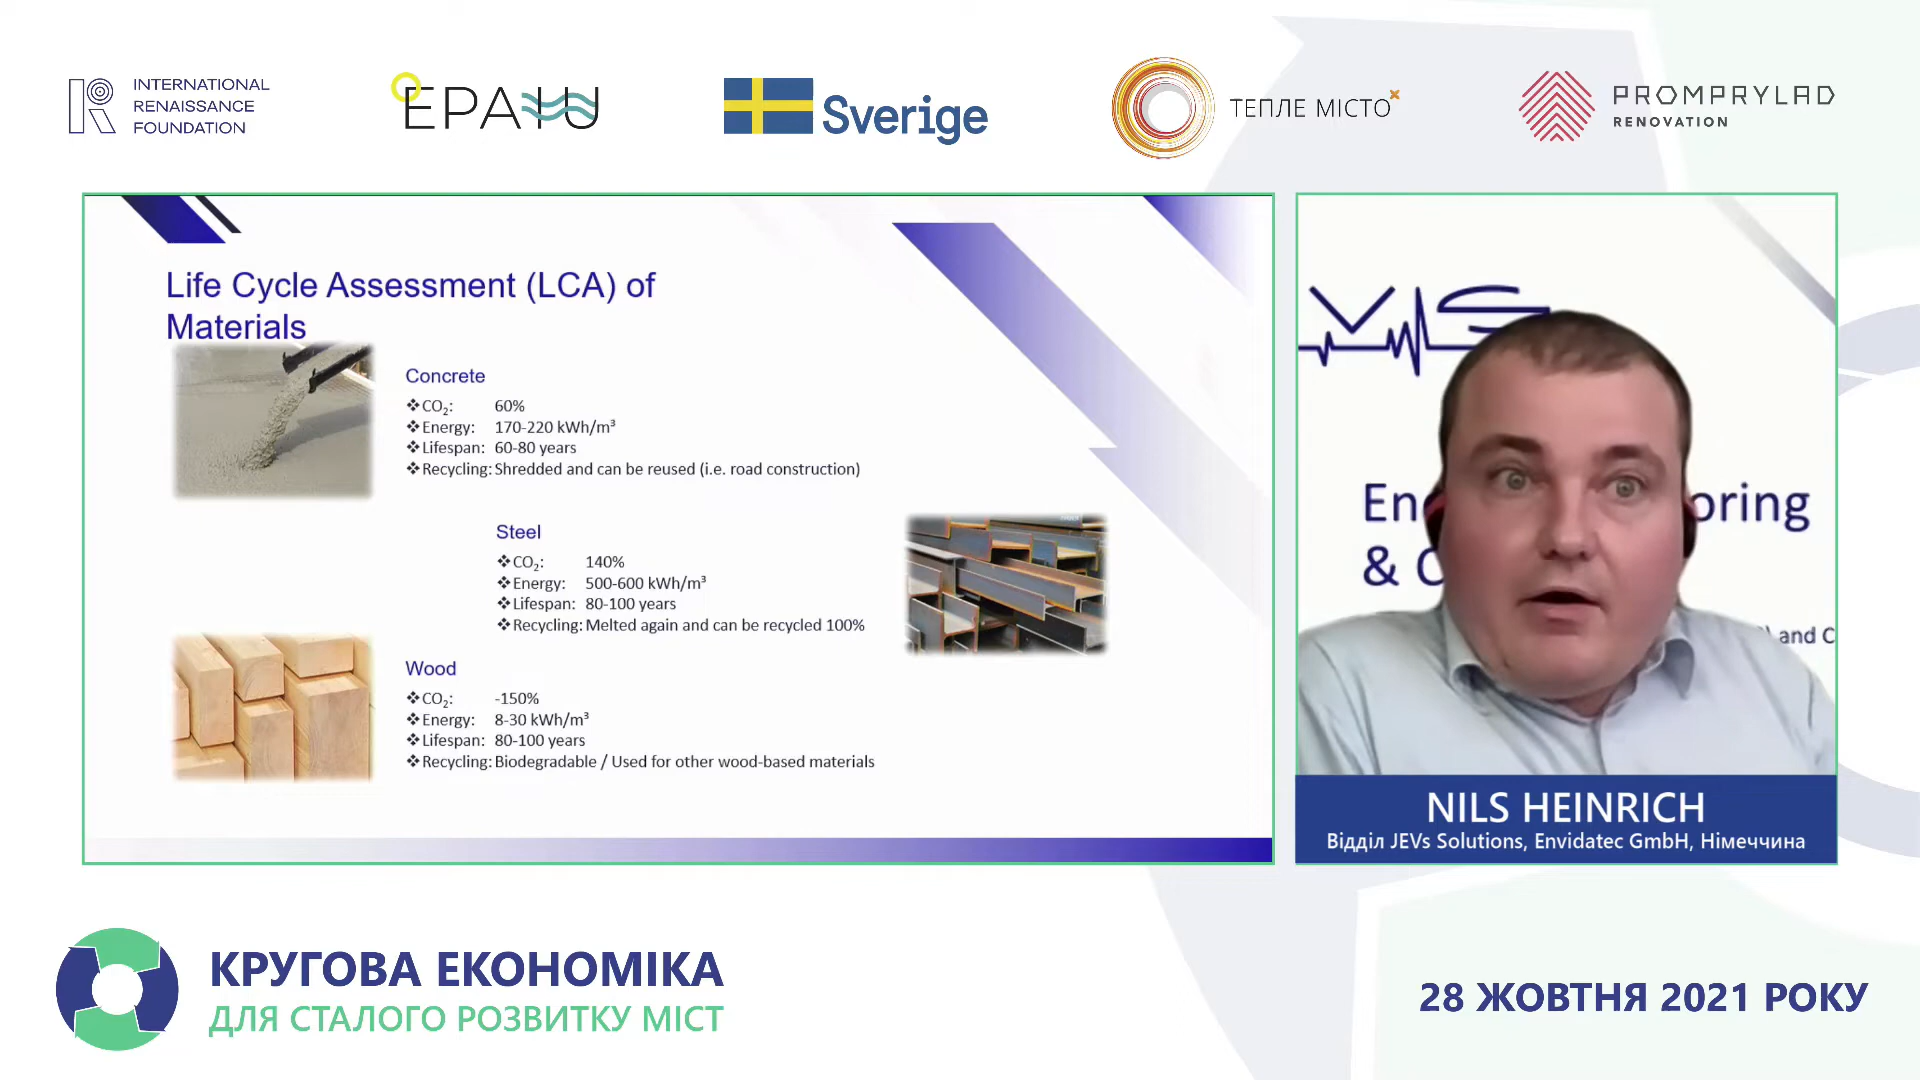 INTERNATIONAL
RENAISSANCE
FOUNDATION
EPAIU
Sverige
ТЕПЛЕ МІСТО
PROMPRYLAD
RENOVATION
Life Cycle Assessment (LCA) of
Materials
Concrete
❖CO₂: 60%
❖Energy: 170-220 kWh/m³
❖Lifespan: 60-80 years
❖Recycling: Shredded and can be reused (i.e. road construction)
Steel
❖CO₂: 140%
❖Energy: 500-600 kWh/m³
❖Lifespan: 80-100 years
❖Recycling: Melted again and can be recycled 100%
Wood
❖CO₂: -150%
❖Energy: 8-30 kWh/m³
❖Lifespan: 80-100 years
❖Recycling: Biodegradable / Used for other wood-based materials
oring
&
and C
NILS HEINRICH
Відділ JEVs Solutions, Envidatec GmbH, Німеччина
КРУГОВА ЕКОНОМІКА
ДЛЯ СТАЛОГО РОЗВИТКУ МІСТ
28 ЖОВТНЯ 2021 РОКУ